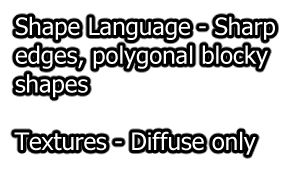 Shape Language - Sharp
edges, polygonal blocky
shapes
Textures - Diffuse only